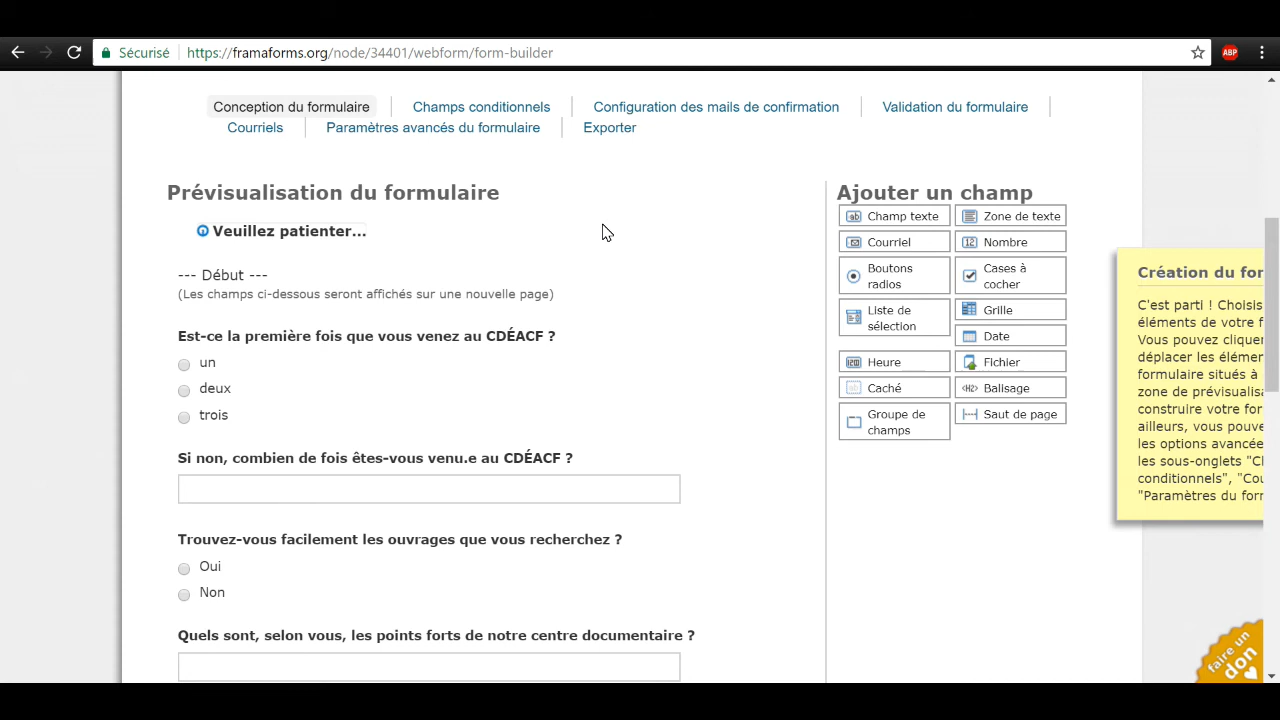 Sécurisé
https://framaforms.org/node/34401/webform/form-builder
ABP
Conception du formulaire
Champs conditionnels
Configuration des mails de confirmation
Validation du formulaire
Courriels
Paramètres avancés du formulaire
Exporter
Prévisualisation du formulaire
Veuillez patienter...
--- Début ---
(Les champs ci-dessous seront affichés sur une nouvelle page)
Est-ce la première fois que vous venez au CDÉACF ?
un
deux
trois
Si non, combien de fois êtes-vous venu.e au CDÉACF ?
Trouvez-vous facilement les ouvrages que vous recherchez ?
Oui
Non
Quels sont, selon vous, les points forts de notre centre documentaire ?
Ajouter un champ
Champ texte
Zone de texte
Courriel
Nombre
Boutons
radios
Cases à
cocher
Liste de
sélection
Grille
Date
Heure
Fichier
Caché
Balisage
Groupe de
champs
Saut de page
Création du for
C'est parti ! Choisis
éléments de votre f
Vous pouvez cliquer
déplacer les élémer
formulaire situés à
zone de prévisualisa
construire votre for
ailleurs, vous pouve
les options avancée
les sous-onglets "Cl
conditionnels", "Cou
"Paramètres du forr
faire un
don